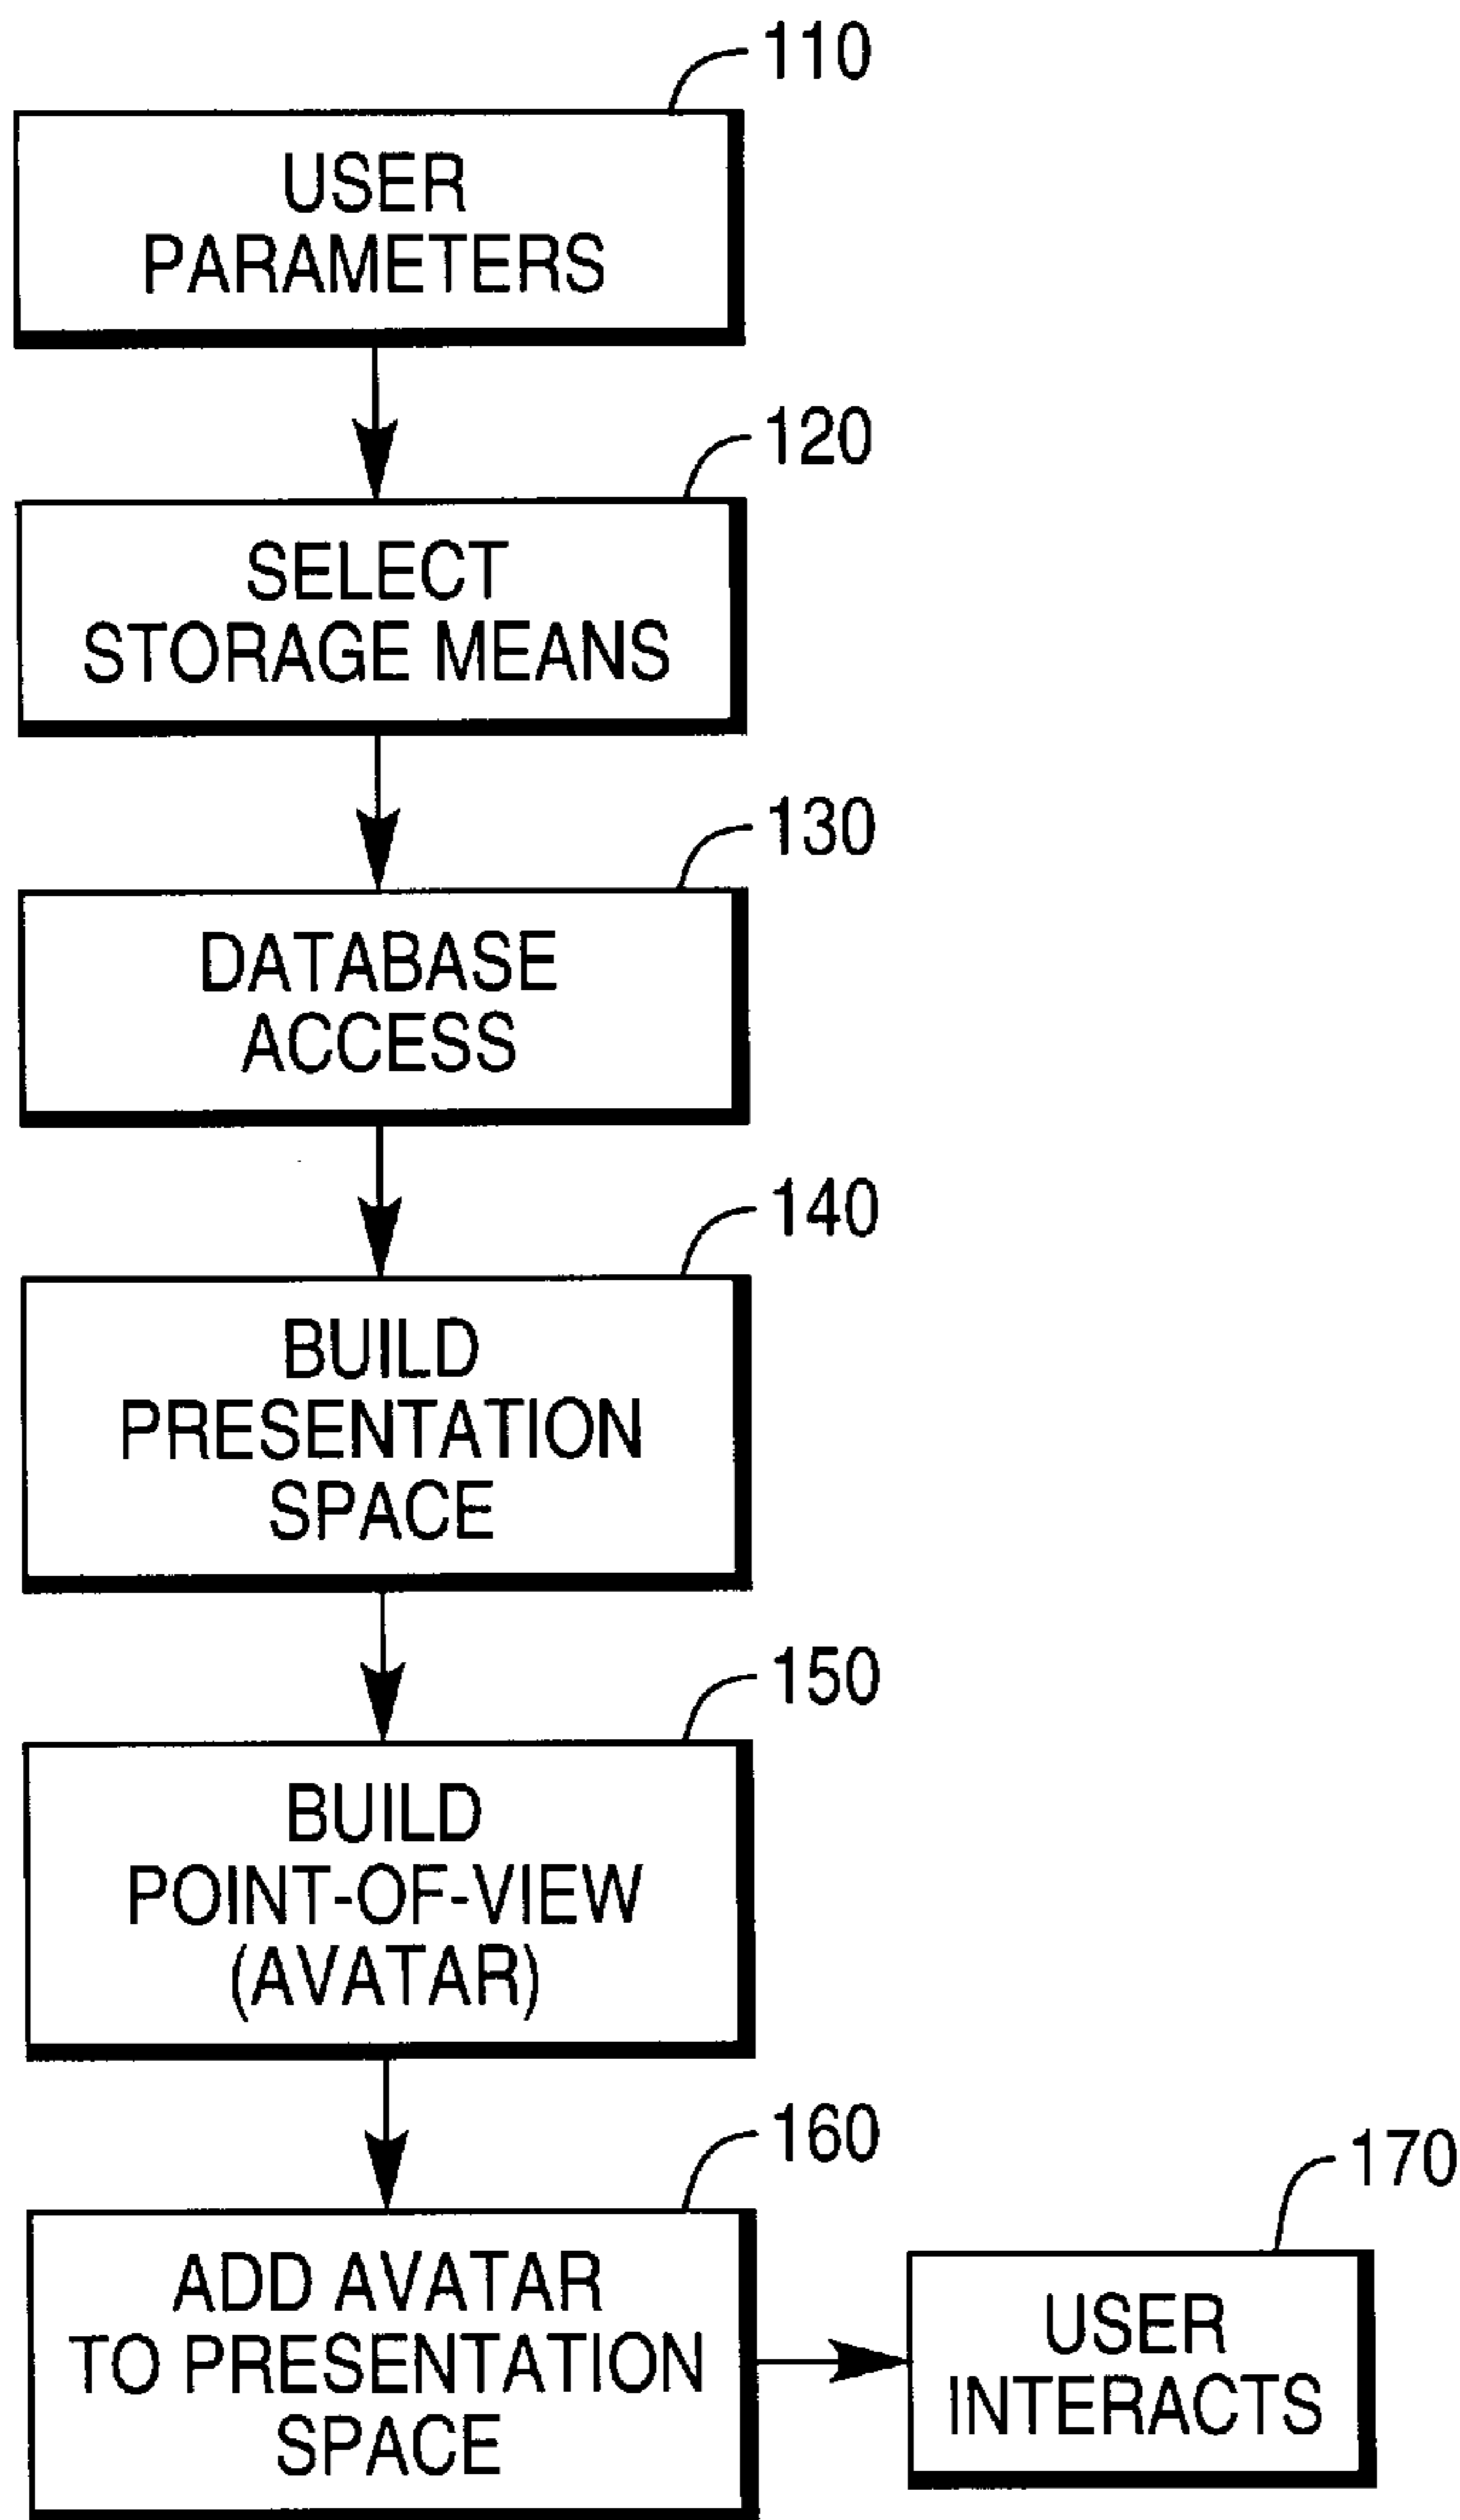 110
USER
PARAMETERS
120
SELECT
STORAGE MEANS
130
DATABASE
ACCESS
140
BUILD
PRESENTATION
SPACE
150
BUILD
POINT-OF-VIEW
(AVATAR)
160
ADD AVATAR
TO PRESENTATION
SPACE
170
USER
INTERACTS